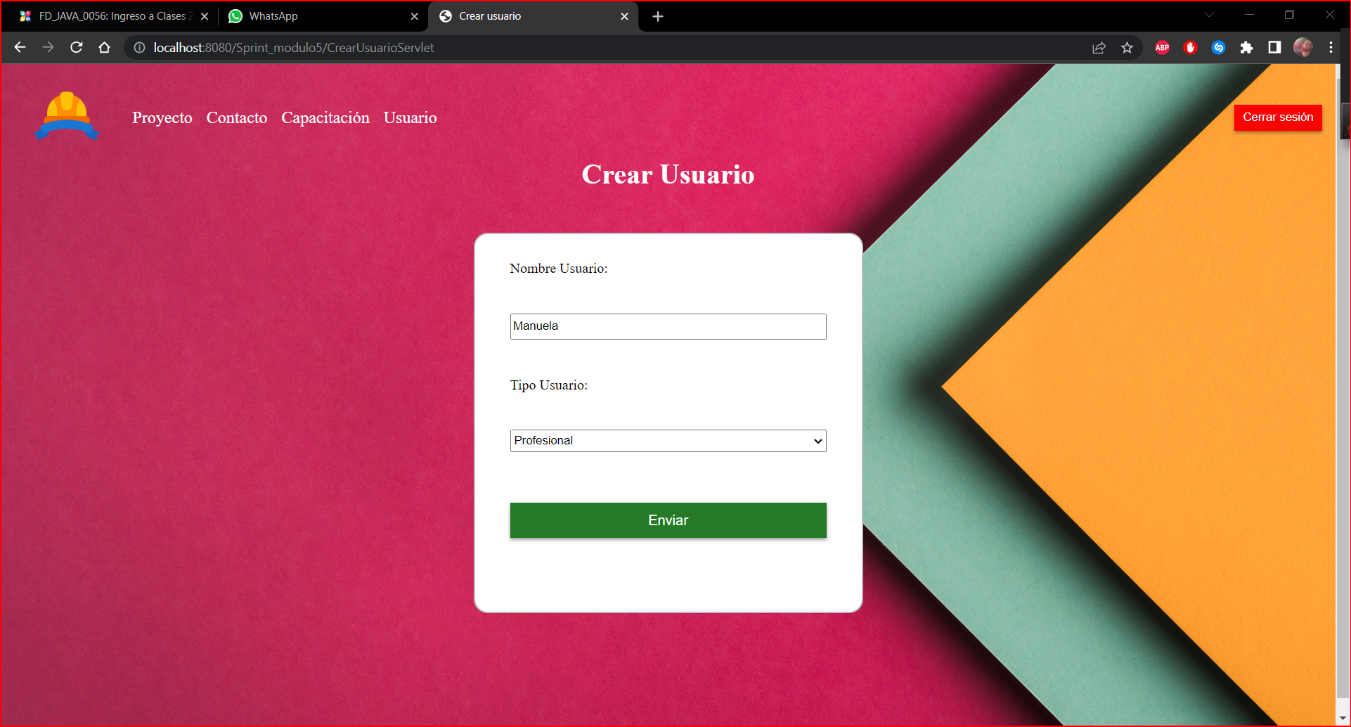 FD_JAVA_0056: Ingreso a Clases
WhatsApp
Crear usuario
localhost:8080/Sprint_modulo5/CrearUsuarioServlet
ABP
Proyecto Contacto Capacitación Usuario
Cerrar sesión
Crear Usuario
Nombre Usuario:
Manuela
Tipo Usuario:
Profesional
Enviar